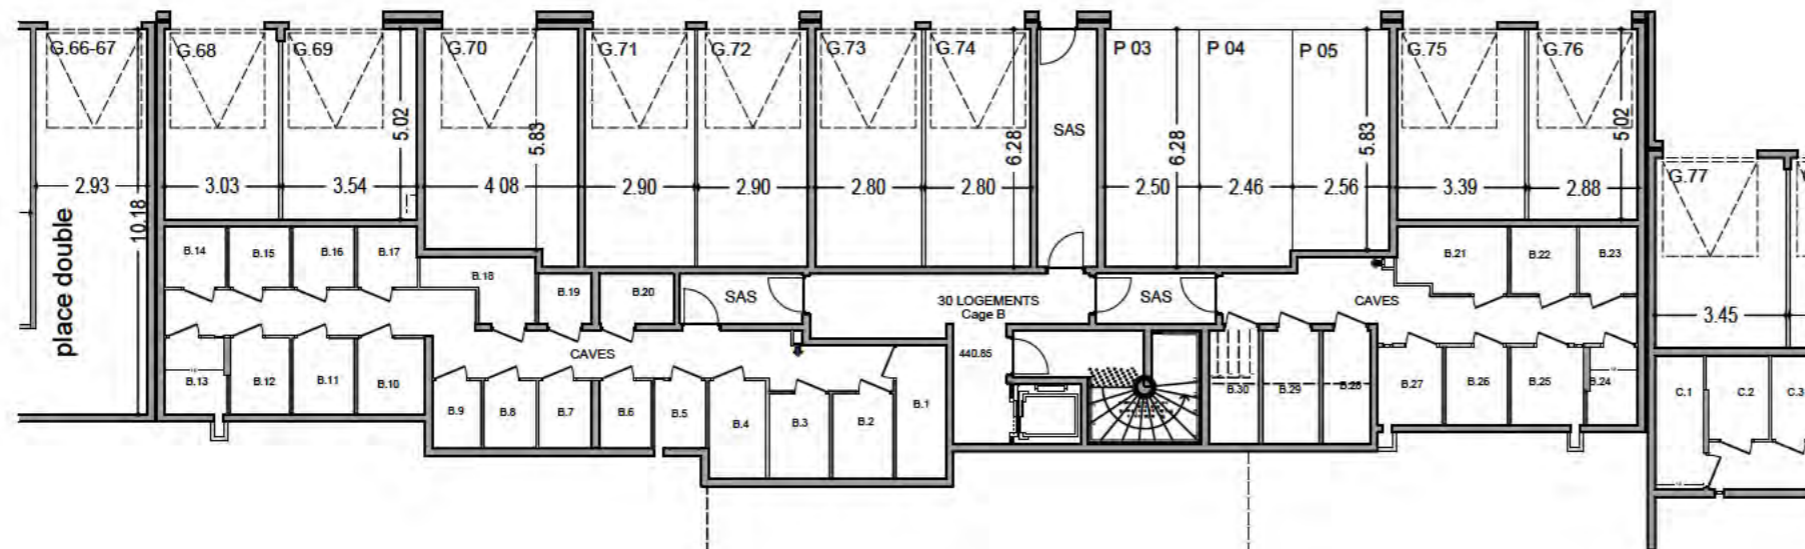 G.66-67
G.68
G.69
G.70
G.71
G.72
G.73
G.74
P 03
P 04
P 05
G.75
G.76
5.02
5.83
6.28
SAS
6.28
5.83
5.02
G.77
2.93
3.03
3.54
4 08
2.90
2.90
2.80
2.80
2.50
2.46
2.56
3.39
2.88
10.18
place double
B.14
B.15
B.16
B.17
B.18
B.19
B.20
SAS
30 LOGEMENTS
Cage B
SAS
CAVES
B.21
B.22
B.23
3.45
CAVES
440.85
B.13
B.12
B.11
B.10
B.9
B.8
B.7
B.6
B.5
B.4
B.3
B.2
B.1
B.30
B.29
B.28
B.27
B.26
B.25
B.24
C.1
C.2
C.3